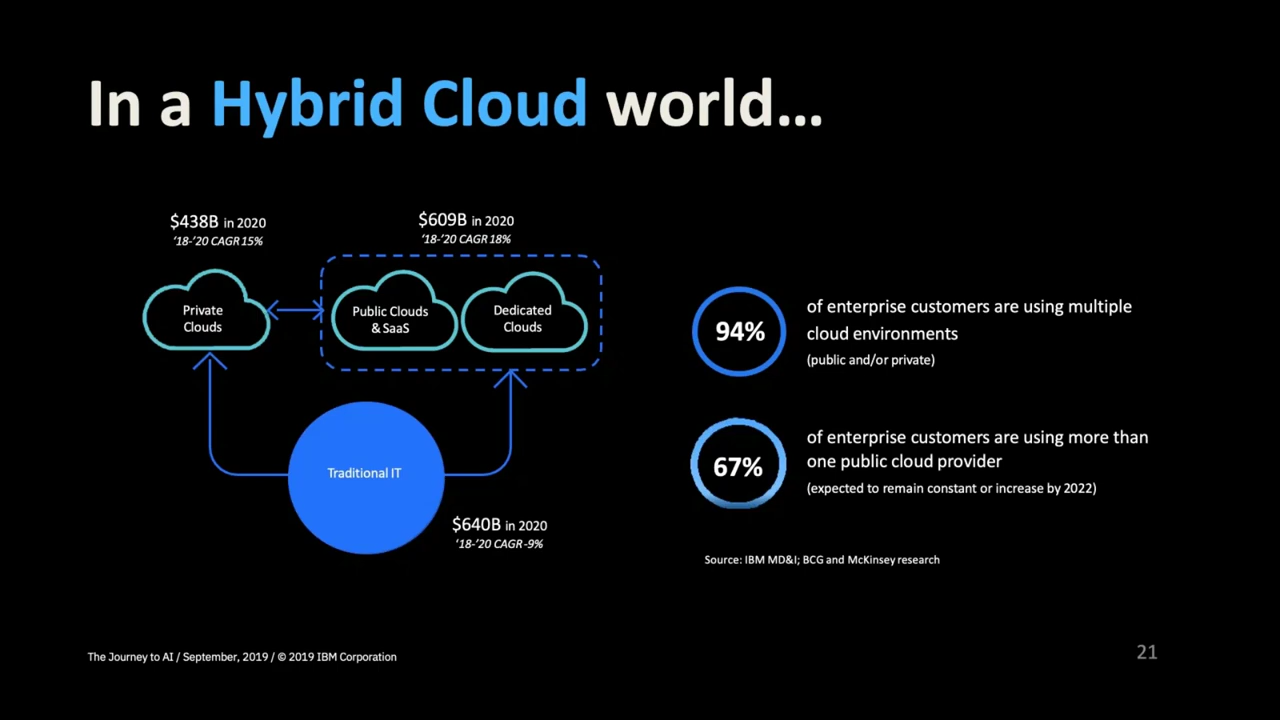 In a Hybrid Cloud world...
$438B in 2020
‘18-‘20 CAGR 15%
$609B in 2020
‘18-‘20 CAGR 18%
Private
Clouds
Public Clouds
& SaaS
Dedicated
Clouds
Traditional IT
$640B in 2020
‘18-‘20 CAGR -9%
94%
of enterprise customers are using multiple
cloud environments
(public and/or private)
67%
of enterprise customers are using more than
one public cloud provider
(expected to remain constant or increase by 2022)
Source: IBM MD&I; BCG and McKinsey research
The Journey to AI / September, 2019 / © 2019 IBM Corporation
21